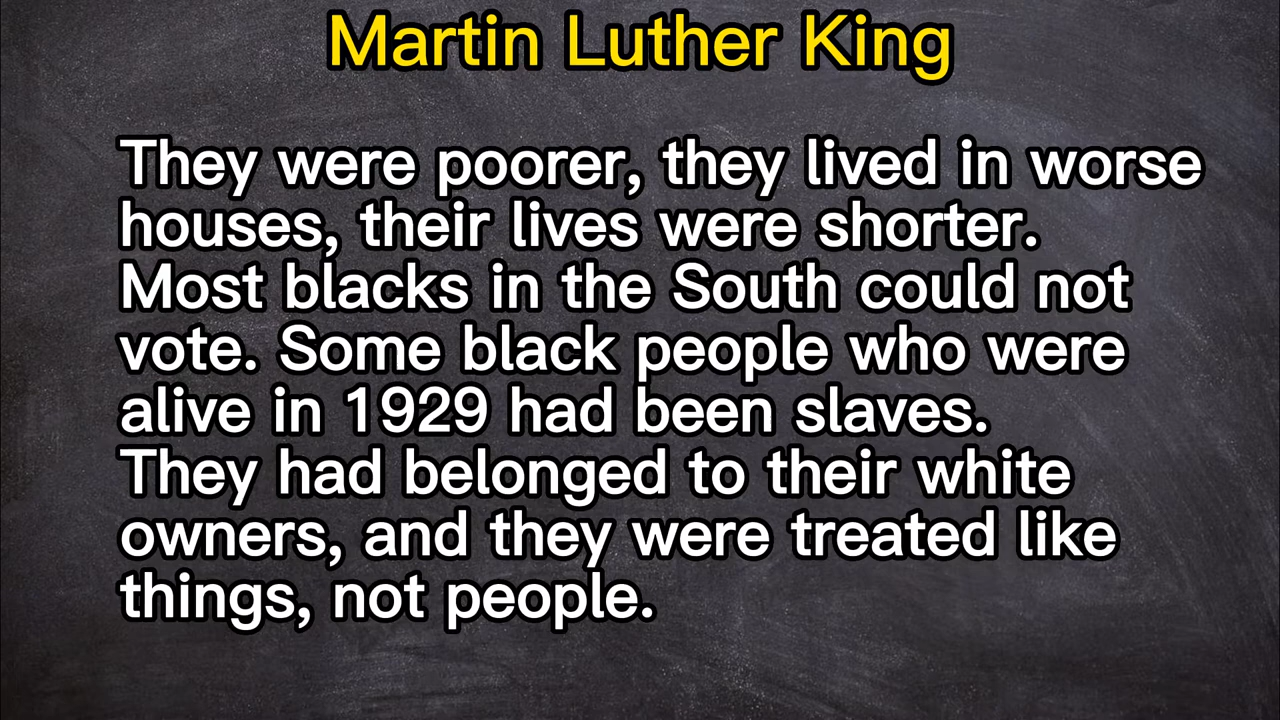 Martin Luther King
They were poorer, they lived in worse
houses, their lives were shorter.
Most blacks in the South could not
vote. Some black people who were
alive in 1929 had been slaves.
They had belonged to their white
owners, and they were treated like
things, not people.